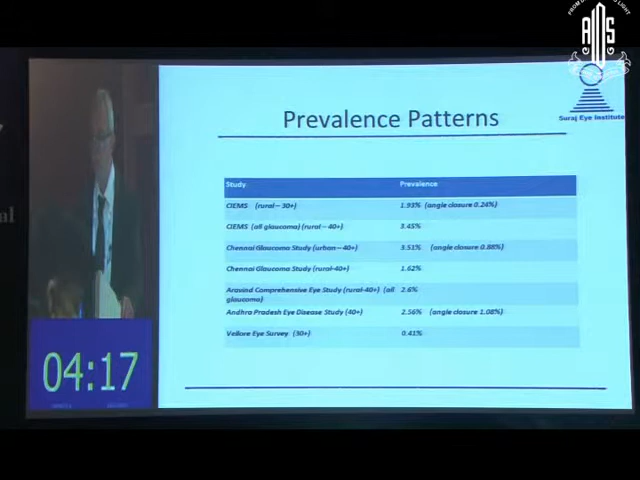 AIOS
Suraj Eye Institute
Prevalence Patterns
Study Prevalence
CIEMS (rural – 30+) 1.93% (angle closure 0.24%)
CIEMS (all glaucoma) (rural – 40+) 3.45%
Chennai Glaucoma Study (urban – 40+) 3.51% (angle closure 0.88%)
Chennai Glaucoma Study (rural-40+) 1.62%
Aravind Comprehensive Eye Study (rural-40+) (all 2.6%
glaucoma)
Andhra Pradesh Eye Disease Study (40+) 2.56% (angle closure 1.08%)
Vellore Eye Survey (30+) 0.41%
al
04:17